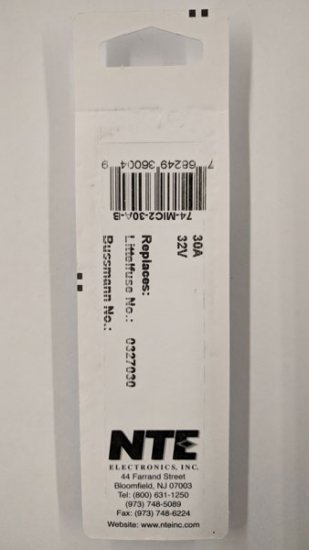 7 68249 36004 9
74-MIC2-30A-B
30A
32V
Replaces:
Littelfuse No.: 0327030
Bussmann No.:
NTE
ELECTRONICS, INC.
44 Farrand Street
Bloomfield, NJ 07003
Tel: (800) 631-1250
(973) 748-5089
Fax: (973) 748-6224
Website: www.nteinc.com